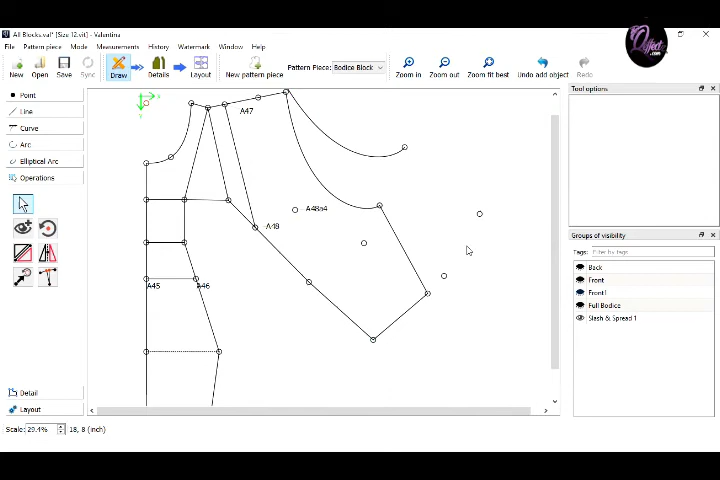 All Blocks.val* [Size 12.vit] - Valentina
File Pattern piece Mode Measurements History Watermark Window Help
New Open Save Sync Draw Details Layout New pattern piece Pattern Piece: Bodice Block Zoom in Zoom out Zoom fit best Undo add object Redo
Point
Line
Curve
Arc
Elliptical Arc
Operations
Detail
Layout
x
y
A47
A48a4
A48
A45
A46
Tool options
Groups of visibility
Tags: Filter by tags
Back
Front
Front1
Full Bodice
Slash & Spread 1
Scale: 29.4% 18, 8 (inch)